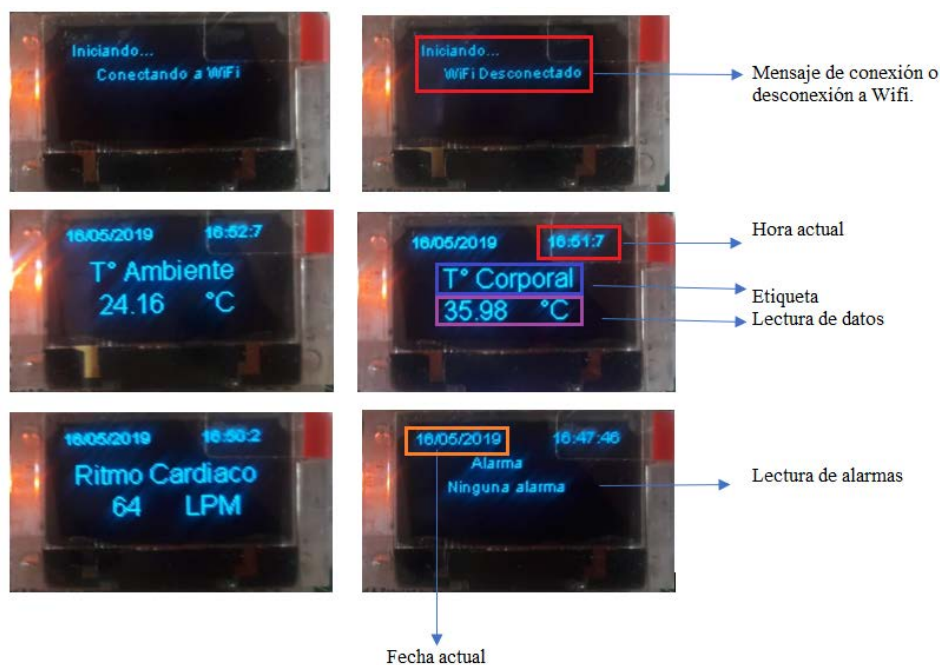 Iniciando...
Conectando a WiFi
Iniciando...
WiFi Desconectado
Mensaje de conexión o
desconexión a Wifi.
16/05/2019 16:52:7
T° Ambiente
24.16 °C
16/05/2019 16:51:7
T° Corporal
35.98 °C
Hora actual
Etiqueta
Lectura de datos
16/05/2019 16:50:2
Ritmo Cardiaco
64 LPM
16/05/2019 16:47:46
Alarma
Ninguna alarma
Lectura de alarmas
Fecha actual